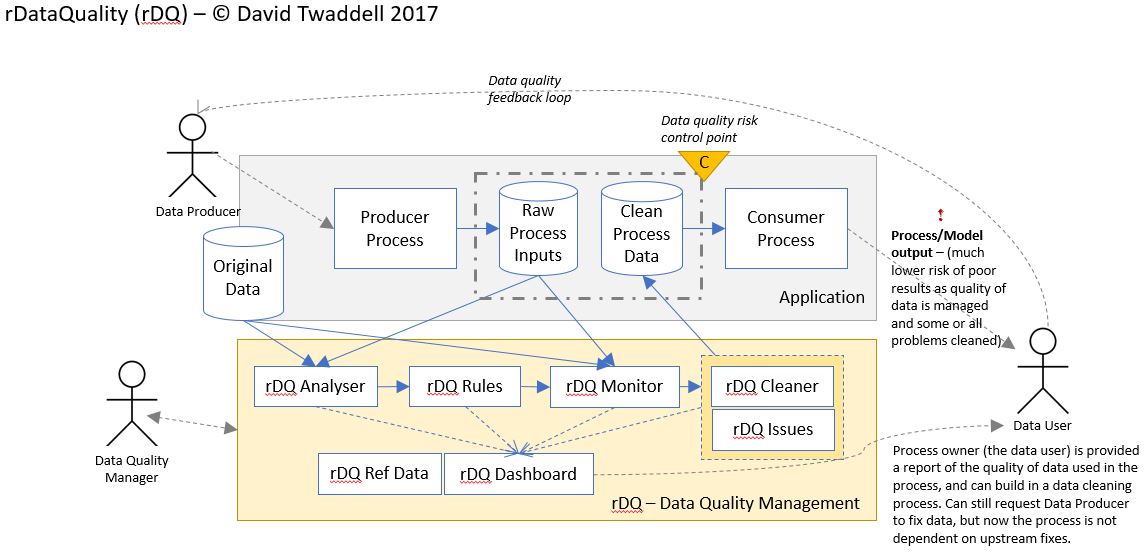 rDataQuality (rDQ) – © David Twaddell 2017
Data quality
feedback loop
Data quality risk
control point
C
Data Producer
Producer
Process
Raw
Process
Inputs
Clean
Process
Data
Consumer
Process
Original
Data
Application
!
Process/Model
output – (much
lower risk of poor
results as quality of
data is managed
and some or all
problems cleaned)
rDQ Analyser
rDQ Rules
rDQ Monitor
rDQ Cleaner
rDQ Issues
Data Quality
Manager
Data User
rDQ Ref Data
rDQ Dashboard
rDQ – Data Quality Management
Process owner (the data user) is provided
a report of the quality of data used in the
process, and can build in a data cleaning
process. Can still request Data Producer
to fix data, but now the process is not
dependent on upstream fixes.